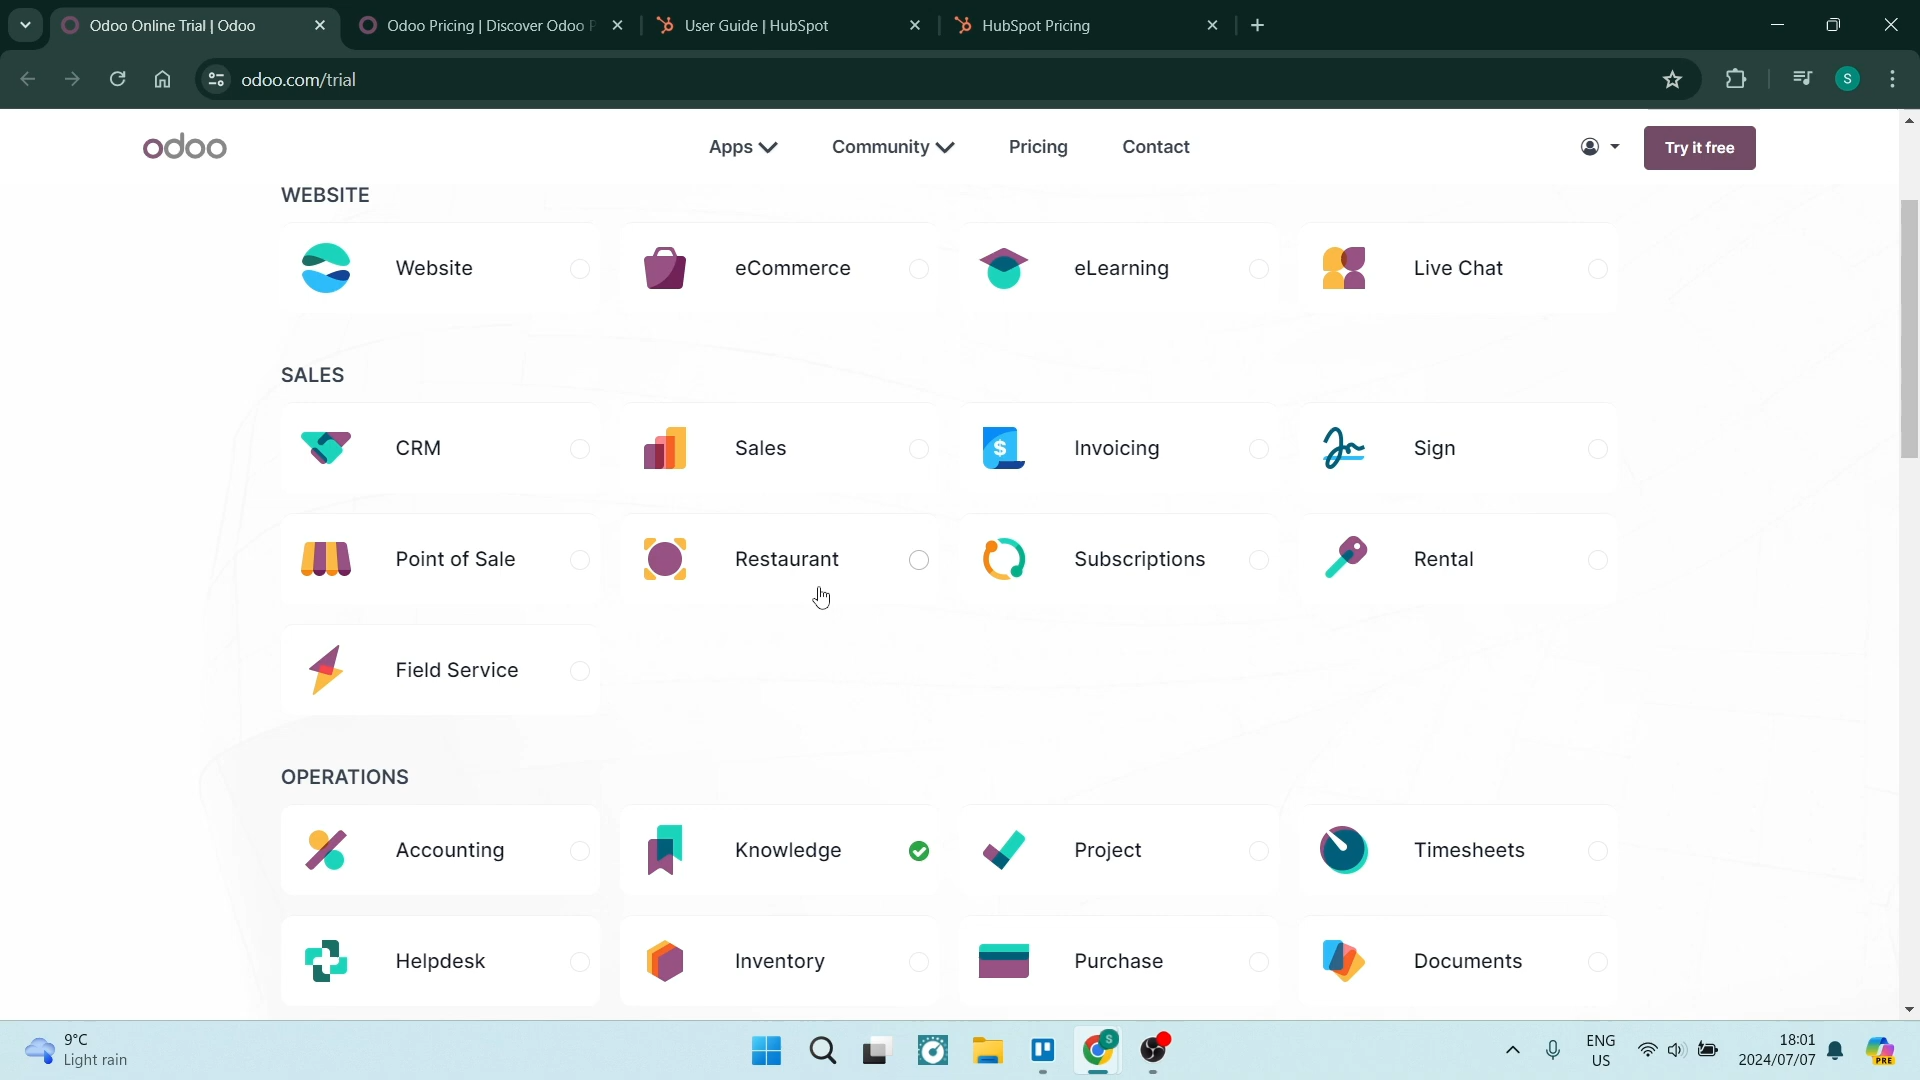 Odoo Online Trial | Odoo
Odoo Pricing | Discover Odoo P
User Guide | HubSpot
HubSpot Pricing
odoo.com/trial
S
odoo
Apps
Community
Pricing
Contact
Try it free
WEBSITE
Website
eCommerce
eLearning
Live Chat
SALES
CRM
Sales
$
Invoicing
Sign
Point of Sale
Restaurant
Subscriptions
Rental
Field Service
OPERATIONS
Accounting
Knowledge
Project
Timesheets
Helpdesk
Inventory
Purchase
Documents
9°C
Light rain
S
ENG
US
18:01
2024/07/07
PRE